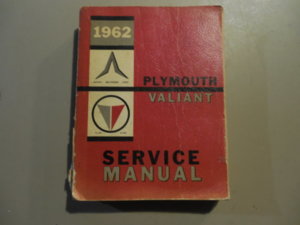 1962
PLYMOUTH
VALIANT
SERVICE
MANUAL